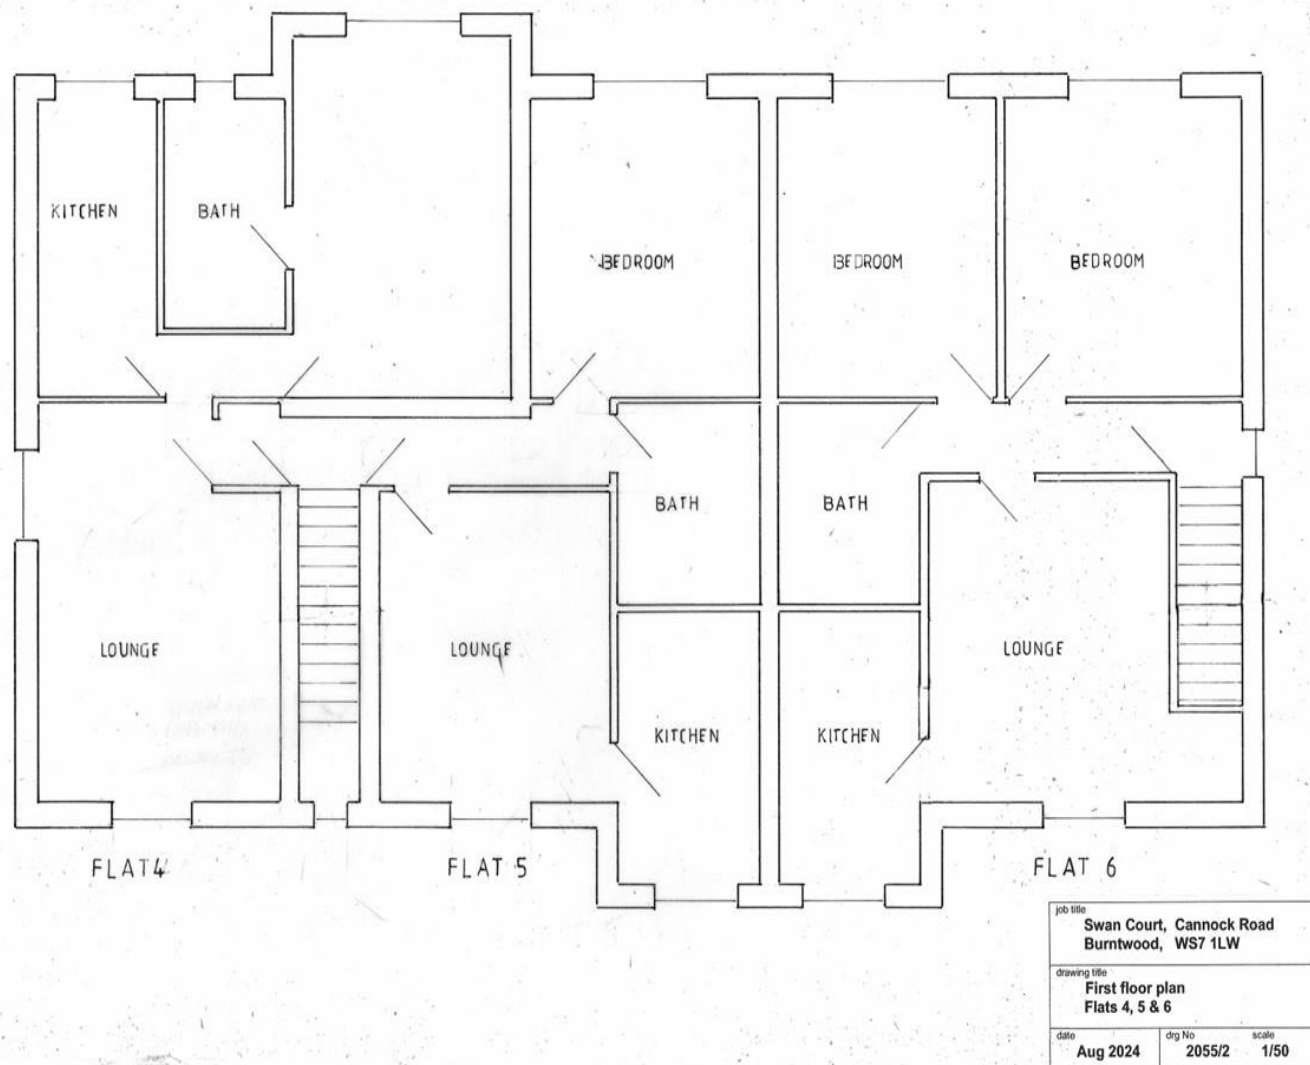 KITCHEN
BATH
BEDROOM
BEDROOM
BEDROOM
BATH
BATH
LOUNGE
LOUNGE
LOUNGE
KITCHEN
KITCHEN
FLAT 4
FLAT 5
FLAT 6
job title
Swan Court, Cannock Road
Burntwood, WS7 1LW
drawing title
First floor plan
Flats 4, 5 & 6
date
drg No
scale
Aug 2024
2055/2
1/50